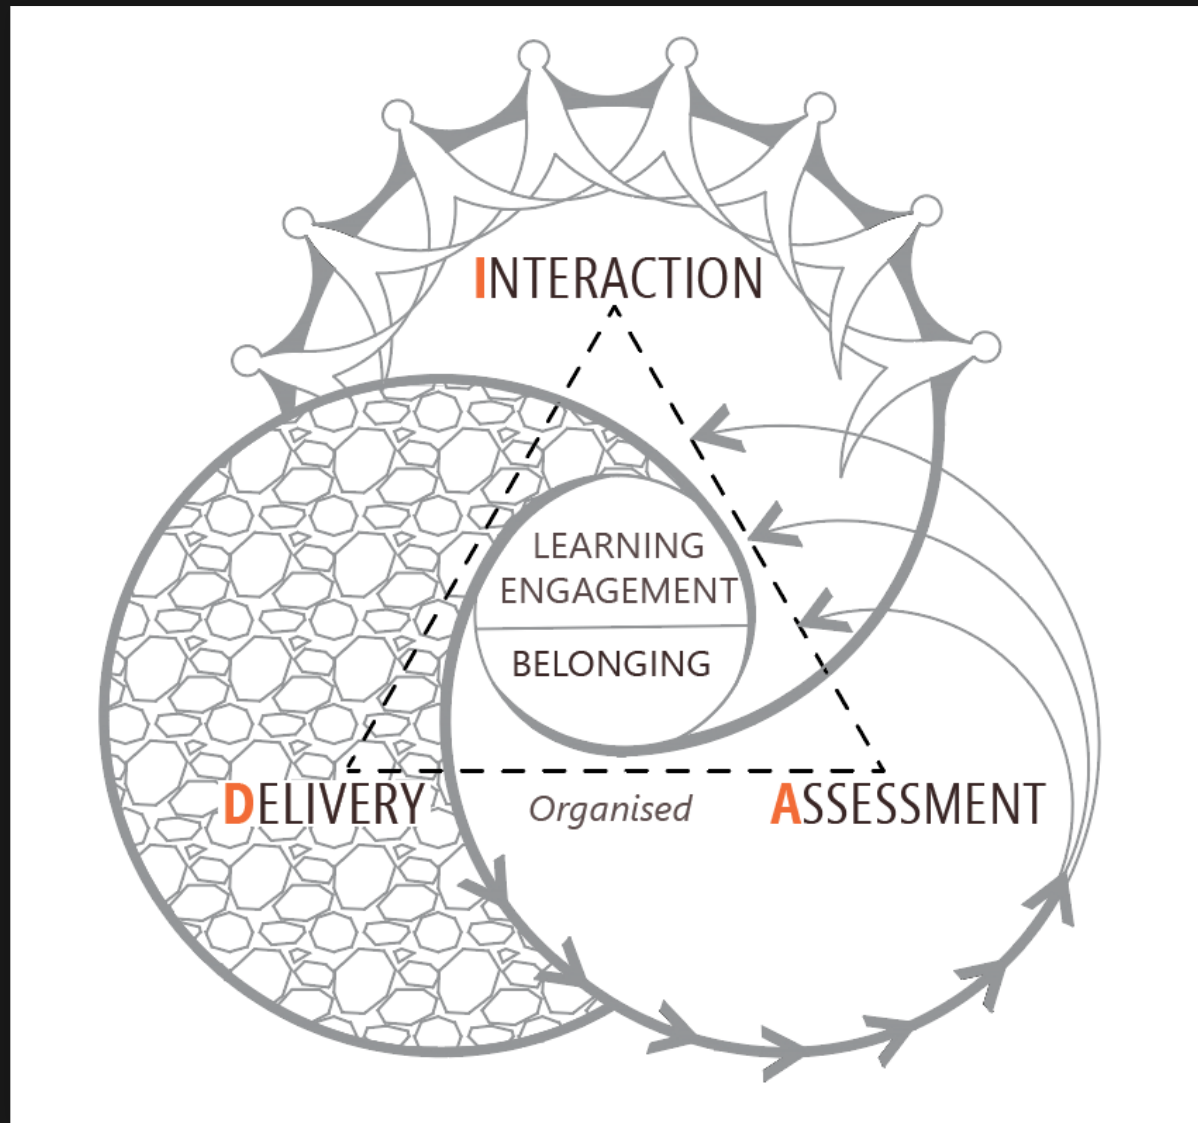 INTERACTION
LEARNING
ENGAGEMENT
BELONGING
DELIVERY
Organised
ASSESSMENT